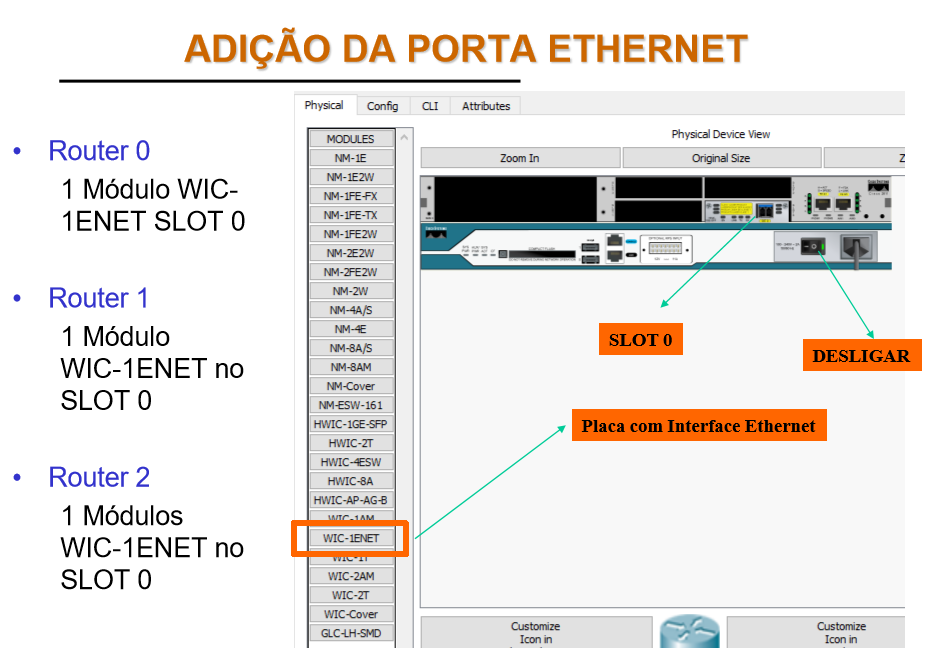 ADIÇÃO DA PORTA ETHERNET
• Router 0
1 Módulo WIC-
1ENET SLOT 0
• Router 1
1 Módulo
WIC-1ENET no
SLOT 0
• Router 2
1 Módulos
WIC-1ENET no
SLOT 0
Physical Config CLI Attributes
MODULES
NM-1E
NM-1E2W
NM-1FE-FX
NM-1FE-TX
NM-1FE2W
NM-2E2W
NM-2FE2W
NM-2W
NM-4A/S
NM-4E
NM-8A/S
NM-8AM
NM-Cover
NM-ESW-161
HWIC-1GE-SFP
HWIC-2T
HWIC-4ESW
HWIC-8A
HWIC-AP-AG-B
WIC-1AM
WIC-1ENET
WIC-1T
WIC-2AM
WIC-2T
WIC-Cover
GLC-LH-SMD
Physical Device View
Zoom In Original Size Z
SLOT 0
DESLIGAR
Placa com Interface Ethernet
Customize
Icon in
Customize
Icon in